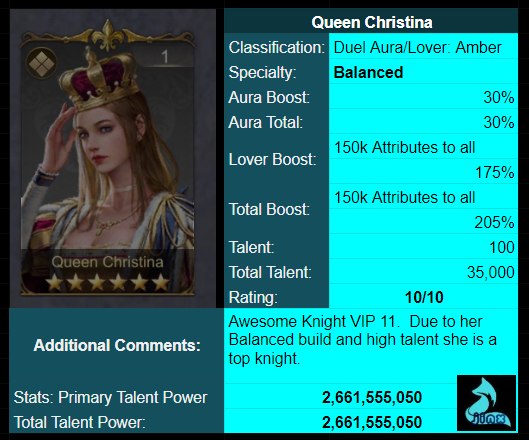 Queen Christina
1
Classification: Duel Aura/Lover: Amber
Specialty: Balanced
Aura Boost: 30%
Aura Total: 30%
Lover Boost: 150k Attributes to all
175%
Total Boost: 150k Attributes to all
205%
Talent: 100
Total Talent: 35,000
Rating: 10/10
Queen Christina
Additional Comments:
Awesome Knight VIP 11.  Due to her
Balanced build and high talent she is a
top knight.
Stats: Primary Talent Power 2,661,555,050
Total Talent Power: 2,661,555,050